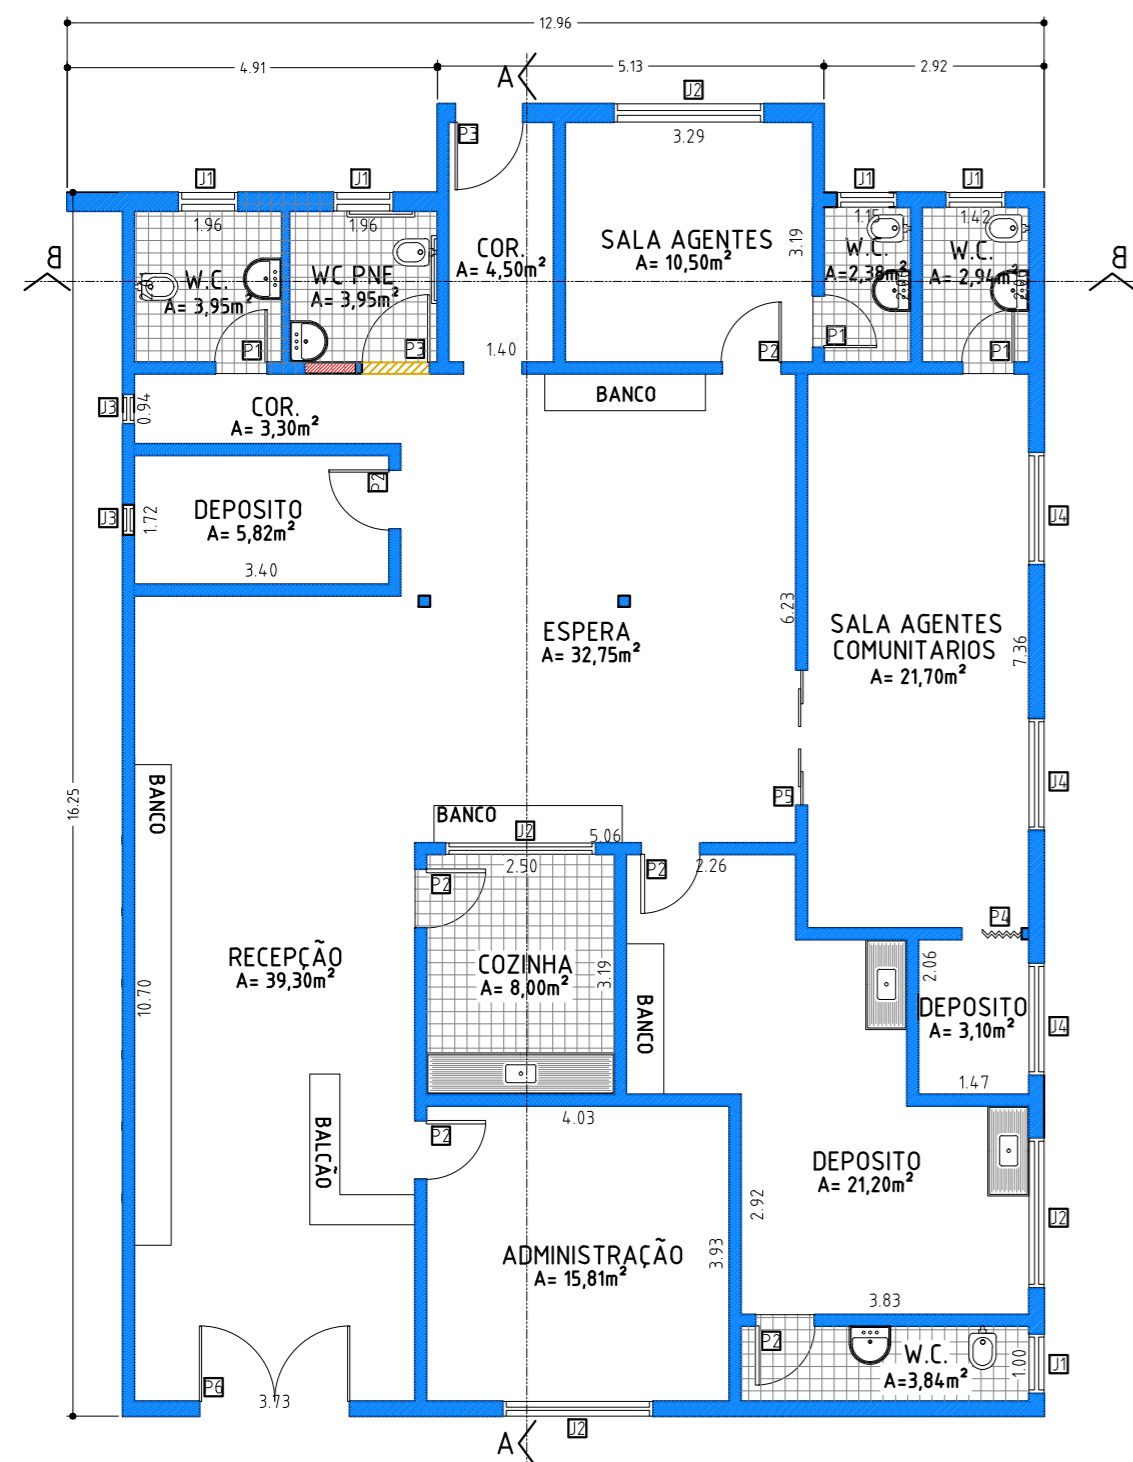 12.96
4.91
5.13
2.92
A
J2
P3
3.29
J1
J1
J1
J1
1.96
1.96
1.15
1.42
B
B
W.C.
A= 3,95m²
WC PNE
A= 3,95m²
COR.
A= 4,50m²
SALA AGENTES
A= 10,50m²
3.19
W.C.
A=2,38m²
W.C.
A= 2,94m²
P1
P3
1.40
P2
P1
P1
BANCO
J3
0.94
COR.
A= 3,30m²
P2
DEPOSITO
A= 5,82m²
J3
1.72
3.40
J4
6.23
ESPERA
A= 32,75m²
SALA AGENTES
COMUNITARIOS
A= 21,70m²
7.36
16.25
BANCO
P5
J4
BANCO
J2
5.06
2.50
P2
P2
2.26
P4
RECEPÇÃO
A= 39,30m²
10.70
COZINHA
A= 8,00m²
3.19
BANCO
2.06
DEPOSITO
A= 3,10m²
J4
1.47
4.03
P2
BALCÃO
DEPOSITO
A= 21,20m²
2.92
J2
ADMINISTRAÇÃO
A= 15,81m²
3.93
3.83
P2
W.C.
A=3,84m²
1.00
J1
P6
3.73
J2
A